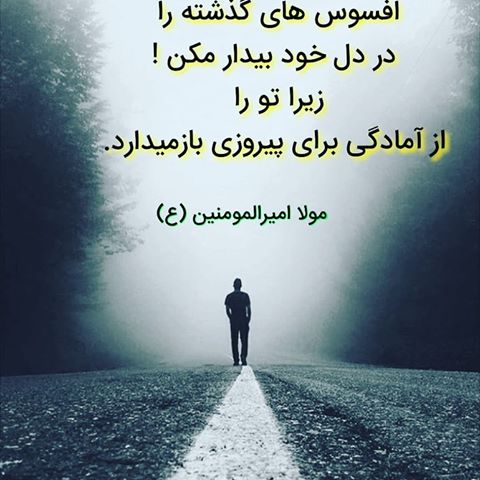 افسوس های گذشته را
در دل خود بیدار مکن !
زیرا تو را
از آمادگی برای پیروزی بازمیدارد.
مولا امیرالمومنین (ع)